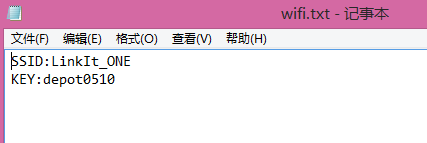 wifi.txt - 记事本
文件(F) 编辑(E) 格式(O) 查看(V) 帮助(H)
SSID:LinkIt_ONE
KEY:depot0510